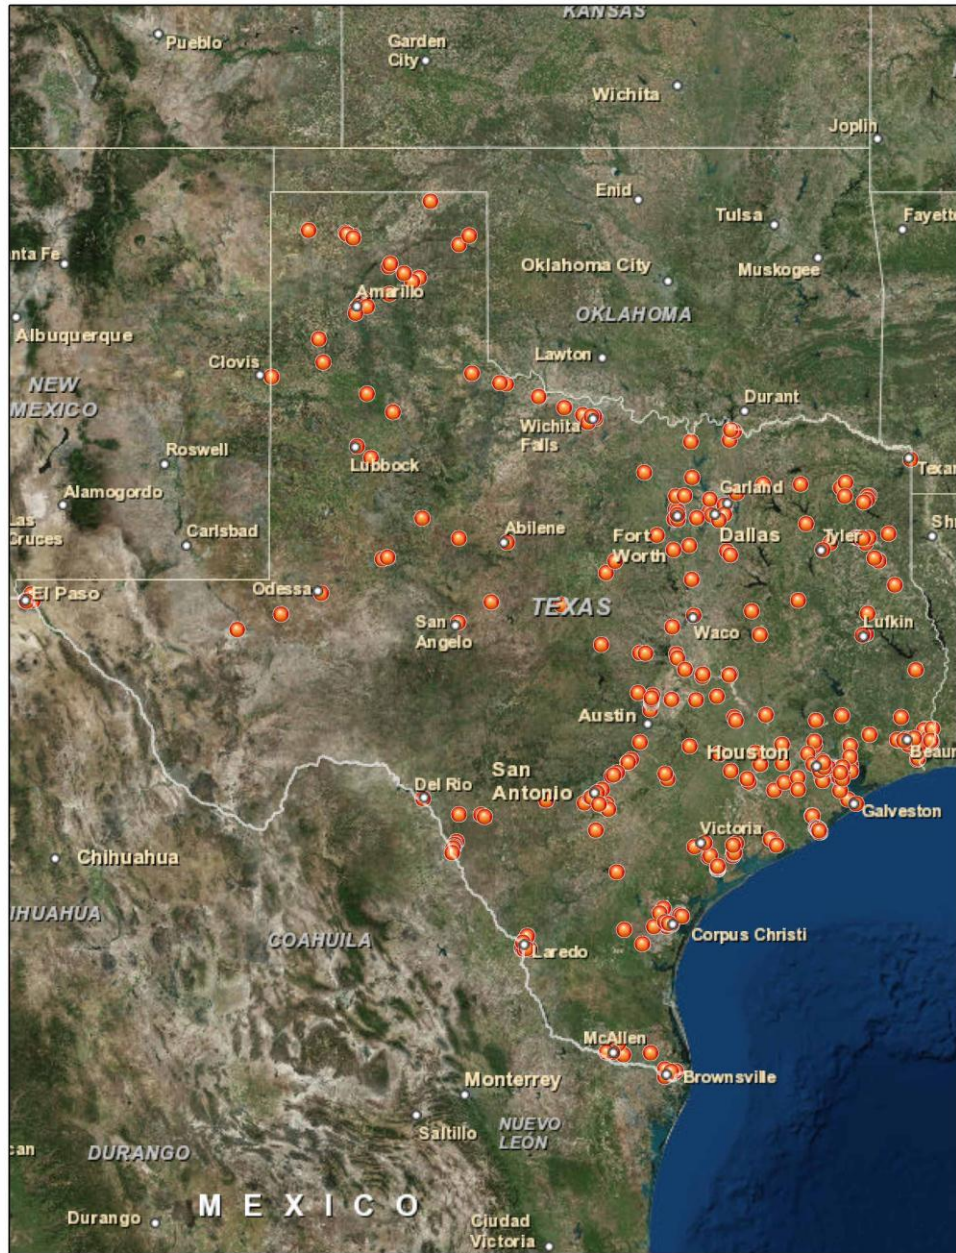 KANSAS
Pueblo
Garden
City
Wichita
Joplin
Enid
Tulsa
Fayette
nta Fe
Oklahoma City
Muskogee
Amarillo
OKLAHOMA
Albuquerque
Clovis
Lawton
NEW
MEXICO
Durant
Wichita
Falls
Roswell
Lubbock
Texar
Alamogordo
Garland
Las
Cruces
Carlsbad
Abilene
Fort
Worth
Dallas
Tyler
Shr
El Paso
Odessa
TEXAS
San
Angelo
Waco
Lufkin
Austin
Houston
Beaum
San
Antonio
Del Rio
Galveston
Victoria
Chihuahua
IHUAHUA
COAHUILA
Corpus Christi
Laredo
McAllen
Brownsville
Monterrey
Saltillo
NUEVO
LEÓN
can
DURANGO
MEXICO
Durango
Ciudad
Victoria